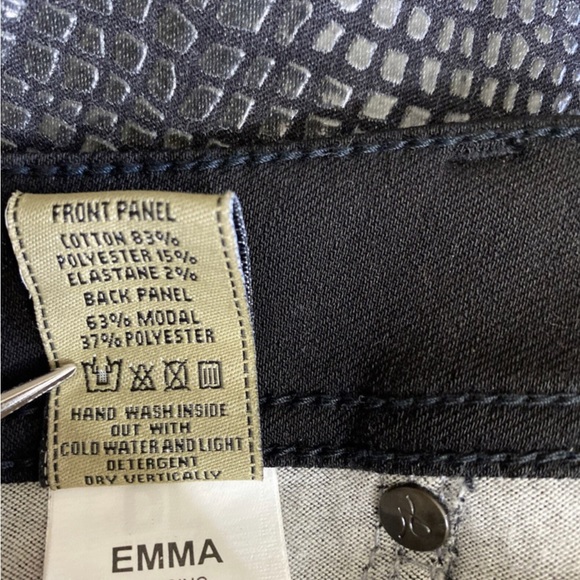 FRONT PANEL
COTTON 83%
POLYESTER 15%
ELASTANE 2%
BACK PANEL
63% MODAL
37% POLYESTER
HAND WASH INSIDE
OUT WITH
COLD WATER AND LIGHT
DETERGENT
DRY VERTICALLY
EMMA